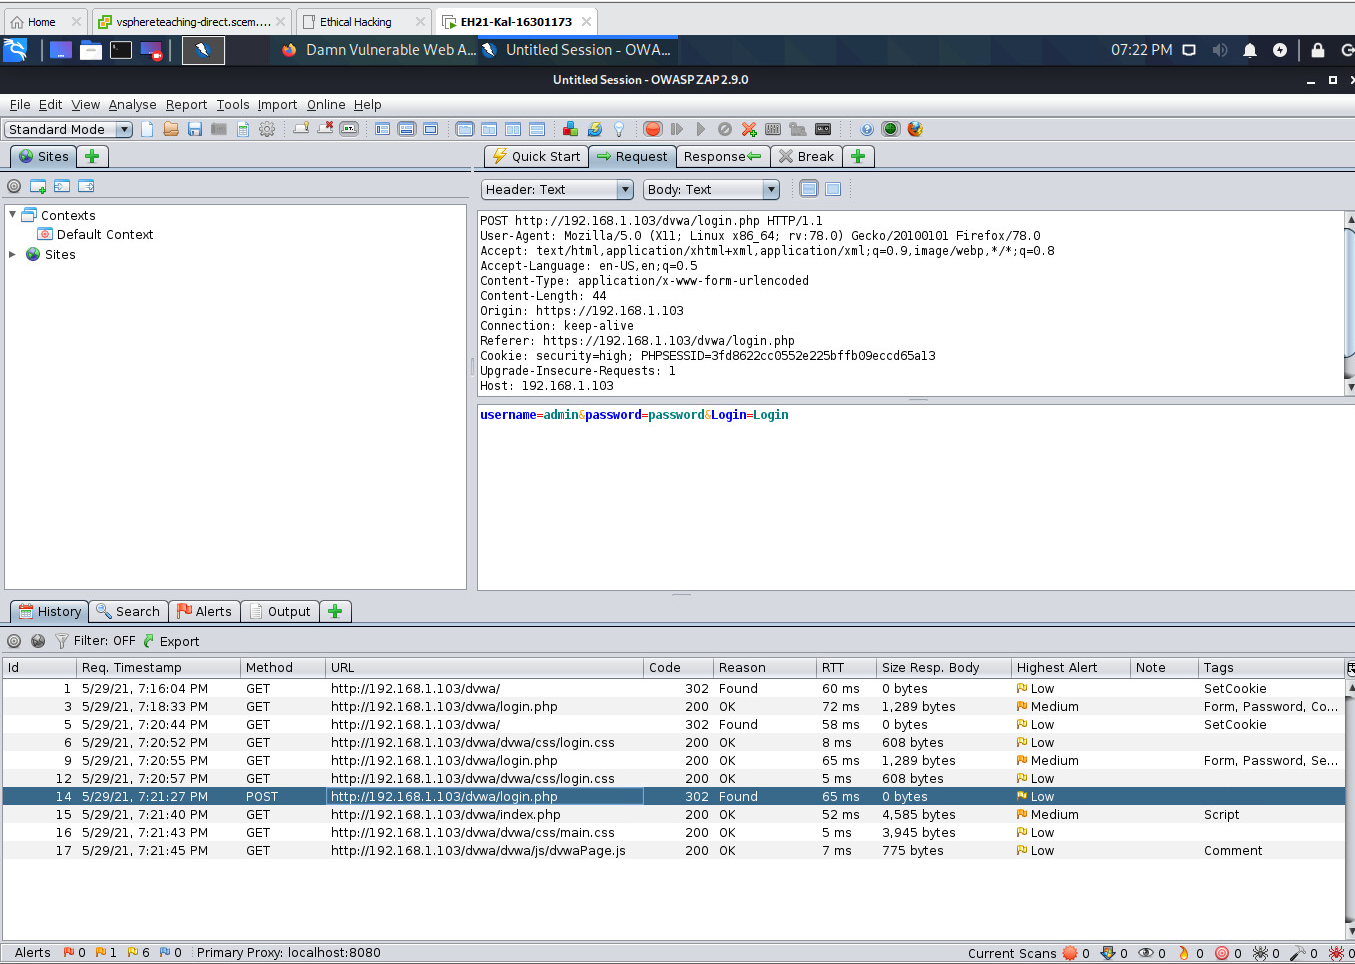 Home vsphereteaching-direct.scem.... Ethical Hacking EH21-Kal-16301173
Damn Vulnerable Web A... Untitled Session - OWA... 07:22 PM
Untitled Session - OWASP ZAP 2.9.0
File Edit View Analyse Report Tools Import Online Help
Standard Mode
Sites Quick Start Request Response Break
Header: Text Body: Text
Contexts
Default Context
Sites
POST http://192.168.1.103/dvwa/login.php HTTP/1.1
User-Agent: Mozilla/5.0 (X11; Linux x86_64; rv:78.0) Gecko/20100101 Firefox/78.0
Accept: text/html,application/xhtml+xml,application/xml;q=0.9,image/webp,*/*;q=0.8
Accept-Language: en-US,en;q=0.5
Content-Type: application/x-www-form-urlencoded
Content-Length: 44
Origin: https://192.168.1.103
Connection: keep-alive
Referer: https://192.168.1.103/dvwa/login.php
Cookie: security=high; PHPSESSID=3fd8622cc0552e225bffb09eccd65a13
Upgrade-Insecure-Requests: 1
Host: 192.168.1.103
username=admin&password=password&Login=Login
History Search Alerts Output
Filter: OFF Export
Id Req. Timestamp Method URL Code Reason RTT Size Resp. Body Highest Alert Note Tags
1 5/29/21, 7:16:04 PM GET http://192.168.1.103/dvwa/ 302 Found 60 ms 0 bytes Low SetCookie
3 5/29/21, 7:18:33 PM GET http://192.168.1.103/dvwa/login.php 200 OK 72 ms 1,289 bytes Medium Form, Password, Co...
5 5/29/21, 7:20:44 PM GET http://192.168.1.103/dvwa/ 302 Found 58 ms 0 bytes Low SetCookie
6 5/29/21, 7:20:52 PM GET http://192.168.1.103/dvwa/dvwa/css/login.css 200 OK 8 ms 608 bytes Low
9 5/29/21, 7:20:55 PM GET http://192.168.1.103/dvwa/login.php 200 OK 65 ms 1,289 bytes Medium Form, Password, Se...
12 5/29/21, 7:20:57 PM GET http://192.168.1.103/dvwa/dvwa/css/login.css 200 OK 5 ms 608 bytes Low
14 5/29/21, 7:21:27 PM POST http://192.168.1.103/dvwa/login.php 302 Found 65 ms 0 bytes Low
15 5/29/21, 7:21:40 PM GET http://192.168.1.103/dvwa/index.php 200 OK 52 ms 4,585 bytes Medium Script
16 5/29/21, 7:21:43 PM GET http://192.168.1.103/dvwa/dvwa/css/main.css 200 OK 5 ms 3,945 bytes Low
17 5/29/21, 7:21:45 PM GET http://192.168.1.103/dvwa/dvwa/js/dvwaPage.js 200 OK 7 ms 775 bytes Low Comment
Alerts 0 1 6 0 Primary Proxy: localhost:8080 Current Scans 0 0 0 0 0 0 0 0